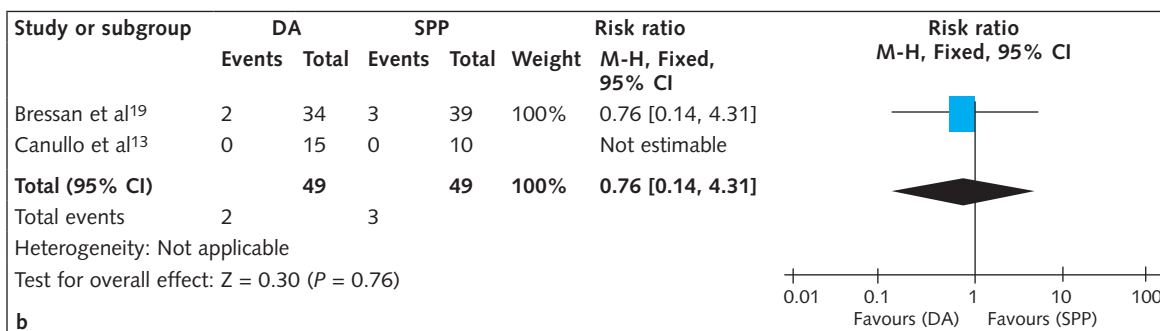 Study or subgroup DA SPP Risk ratio Risk ratio
Events Total Events Total Weight M-H, Fixed, 95% CI M-H, Fixed, 95% CI
Bressan et al19 2 34 3 39 100% 0.76 [0.14, 4.31]
Canullo et al13 0 15 0 10 Not estimable
Total (95% CI) 49 49 100% 0.76 [0.14, 4.31]
Total events 2 3
Heterogeneity: Not applicable
Test for overall effect: Z = 0.30 (P = 0.76)
0.01 0.1 1 10 100
Favours (DA) Favours (SPP)
b